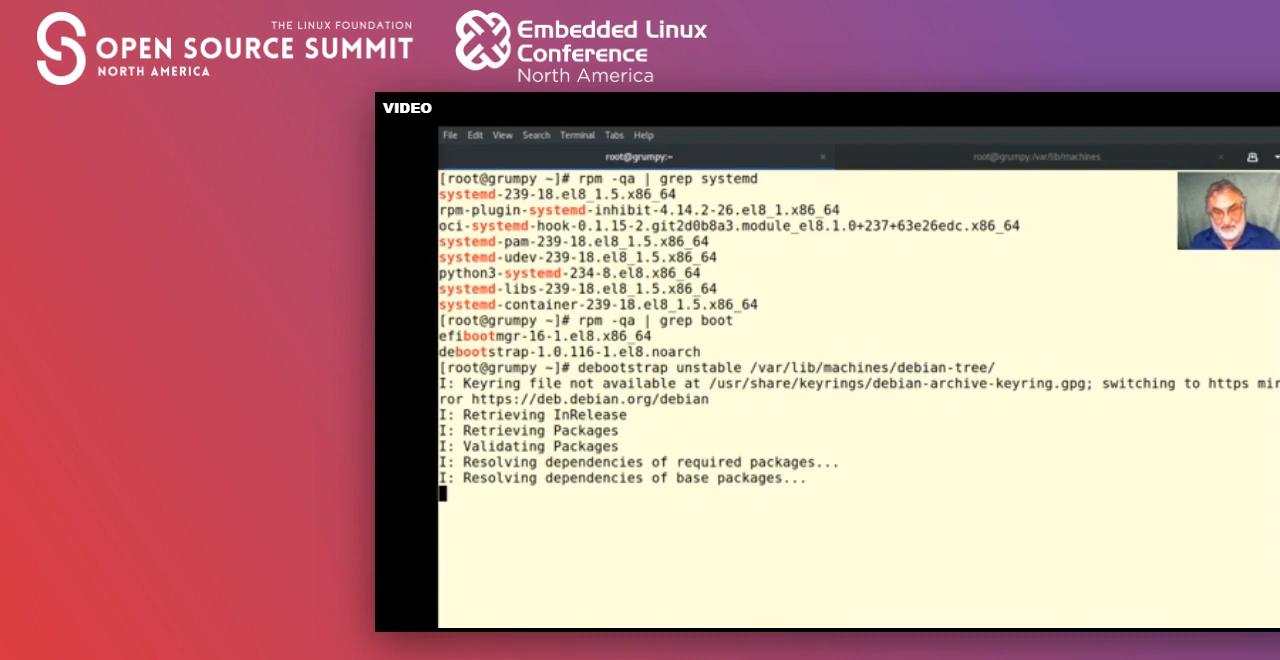 THE LINUX FOUNDATION
OPEN SOURCE SUMMIT
NORTH AMERICA
Embedded Linux
Conference
North America
VIDEO
File Edit View Search Terminal Tabs Help
root@grumpy:~ × root@grumpy:/var/lib/machines ×
[root@grumpy ~]# rpm -qa | grep systemd
systemd-239-18.el8_1.5.x86_64
rpm-plugin-systemd-inhibit-4.14.2-26.el8_1.x86_64
oci-systemd-hook-0.1.15-2.git2d0b8a3.module_el8.1.0+237+63e26edc.x86_64
systemd-pam-239-18.el8_1.5.x86_64
systemd-udev-239-18.el8_1.5.x86_64
python3-systemd-234-8.el8.x86_64
systemd-libs-239-18.el8_1.5.x86_64
systemd-container-239-18.el8_1.5.x86_64
[root@grumpy ~]# rpm -qa | grep boot
efibootmgr-16-1.el8.x86_64
debootstrap-1.0.116-1.el8.noarch
[root@grumpy ~]# debootstrap unstable /var/lib/machines/debian-tree/
I: Keyring file not available at /usr/share/keyrings/debian-archive-keyring.gpg; switching to https mir
ror https://deb.debian.org/debian
I: Retrieving InRelease
I: Retrieving Packages
I: Validating Packages
I: Resolving dependencies of required packages...
I: Resolving dependencies of base packages...